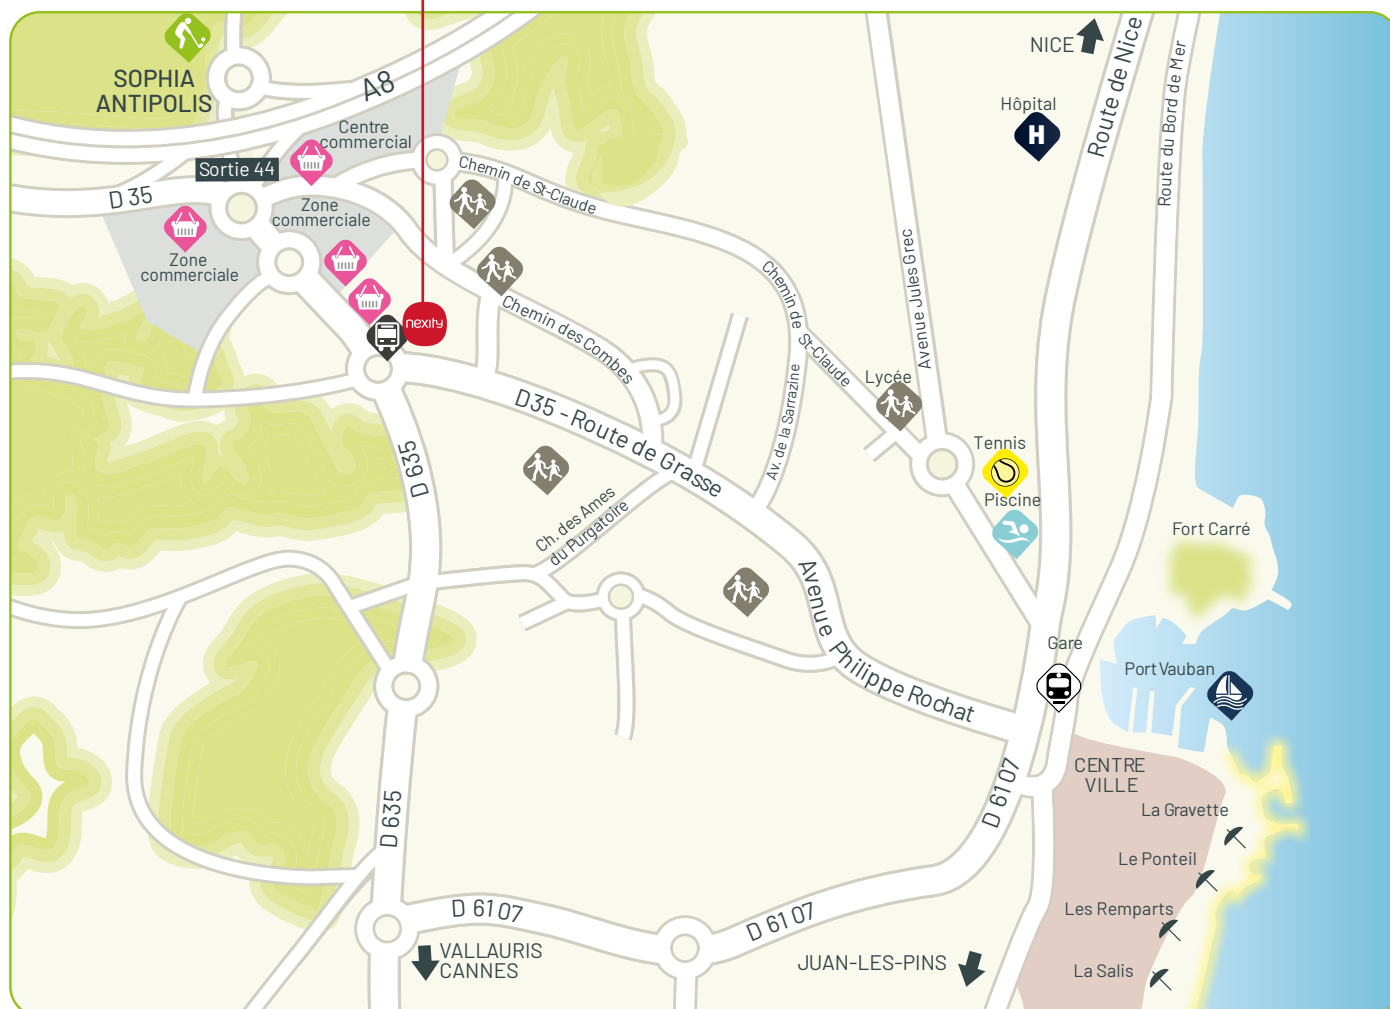 NICE
Route de Nice
Route du Bord de Mer
SOPHIA
ANTIPOLIS
A8
Hôpital
H
Centre
commercial
Sortie 44
D 35
Zone
commerciale
Zone
commerciale
Chemin de St-Claude
Avenue Jules Grec
Chemin de St-Claude
nexity
Chemin des Combes
Lycée
Av. de la Sarrazine
D35 - Route de Grasse
D 635
Tennis
Piscine
Ch. des Ames
du Purgatoire
Fort Carré
Avenue Philippe Rochat
Gare
Port Vauban
CENTRE
VILLE
D 6107
D 635
La Gravette
Le Ponteil
D 6107
D 6107
Les Remparts
VALLAURIS
CANNES
JUAN-LES-PINS
La Salis